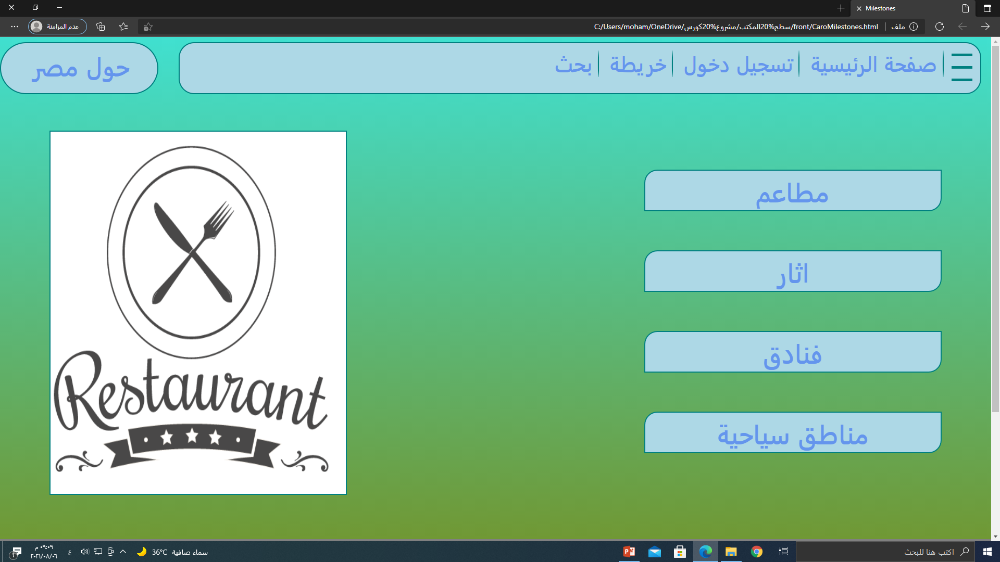 Milestones
عدم المزامنة
C:/Users/moham/OneDrive/سطح%20المكتب/مشروع%20كورس/front/CaroMilestones.html
ملف
صفحة الرئيسية
تسجيل دخول
خريطة
بحث
حول مصر
مطاعم
اثار
فنادق
مناطق سياحية
Restaurant
اكتب هنا للبحث
36°C سماء صافية
ع
٠٩:٠٩ م
٢٠٢١/٠٨/٠٦
١